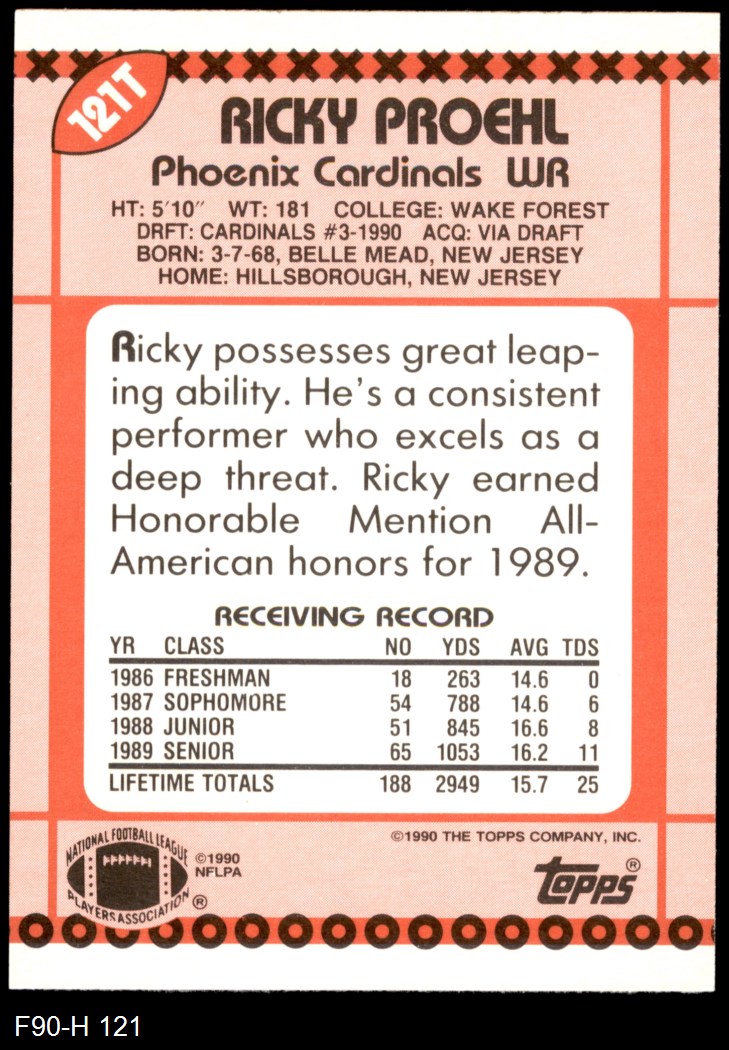 121T
RICKY PROEHL
Phoenix Cardinals WR
HT: 5'10" WT: 181 COLLEGE: WAKE FOREST
DRFT: CARDINALS #3-1990 ACQ: VIA DRAFT
BORN: 3-7-68, BELLE MEAD, NEW JERSEY
HOME: HILLSBOROUGH, NEW JERSEY
Ricky possesses great leap-
ing ability. He's a consistent
performer who excels as a
deep threat. Ricky earned
Honorable Mention All-
American honors for 1989.
RECEIVING RECORD
YR CLASS NO YDS AVG TDS
1986 FRESHMAN 18 263 14.6 0
1987 SOPHOMORE 54 788 14.6 6
1988 JUNIOR 51 845 16.6 8
1989 SENIOR 65 1053 16.2 11
LIFETIME TOTALS 188 2949 15.7 25
©1990 THE TOPPS COMPANY, INC.
NATIONAL FOOTBALL LEAGUE
PLAYERS ASSOCIATION ®
©1990
NFLPA
topps®
F90-H 121